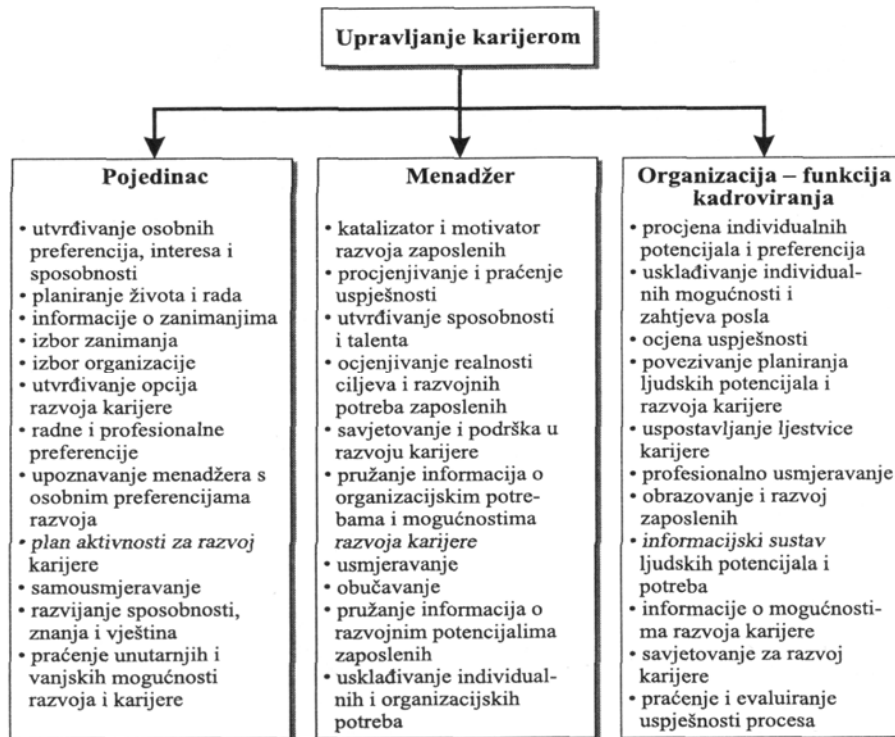 Upravljanje karijerom
Pojedinac
• utvrđivanje osobnih
preferencija, interesa i
sposobnosti
• planiranje života i rada
• informacije o zanimanjima
• izbor zanimanja
• izbor organizacije
• utvrđivanje opcija
razvoja karijere
• radne i profesionalne
preferencije
• upoznavanje menadžera s
osobnim preferencijama
razvoja
• plan aktivnosti za razvoj
karijere
• samousmjeravanje
• razvijanje sposobnosti,
znanja i vještina
• praćenje unutarnjih i
vanjskih mogućnosti
razvoja i karijere
Menadžer
• katalizator i motivator
razvoja zaposlenih
• procjenjivanje i praćenje
uspješnosti
• utvrđivanje sposobnosti
i talenta
• ocjenjivanje realnosti
ciljeva i razvojnih
potreba zaposlenih
• savjetovanje i podrška u
razvoju karijere
• pružanje informacija o
organizacijskim potre-
bama i mogućnostima
razvoja karijere
• usmjeravanje
• obučavanje
• pružanje informacija o
razvojnim potencijalima
zaposlenih
• usklađivanje individual-
nih i organizacijskih
potreba
Organizacija – funkcija
kadroviranja
• procjena individualnih
potencijala i preferencija
• usklađivanje individual-
nih mogućnosti i
zahtjeva posla
• ocjena uspješnosti
• povezivanje planiranja
ljudskih potencijala i
razvoja karijere
• uspostavljanje ljestvice
karijere
• profesionalno usmjeravanje
• obrazovanje i razvoj
zaposlenih
• informacijski sustav
ljudskih potencijala i
potreba
• informacije o mogućnosti-
ma razvoja karijere
• savjetovanje za razvoj
karijere
• praćenje i evaluiranje
uspješnosti procesa